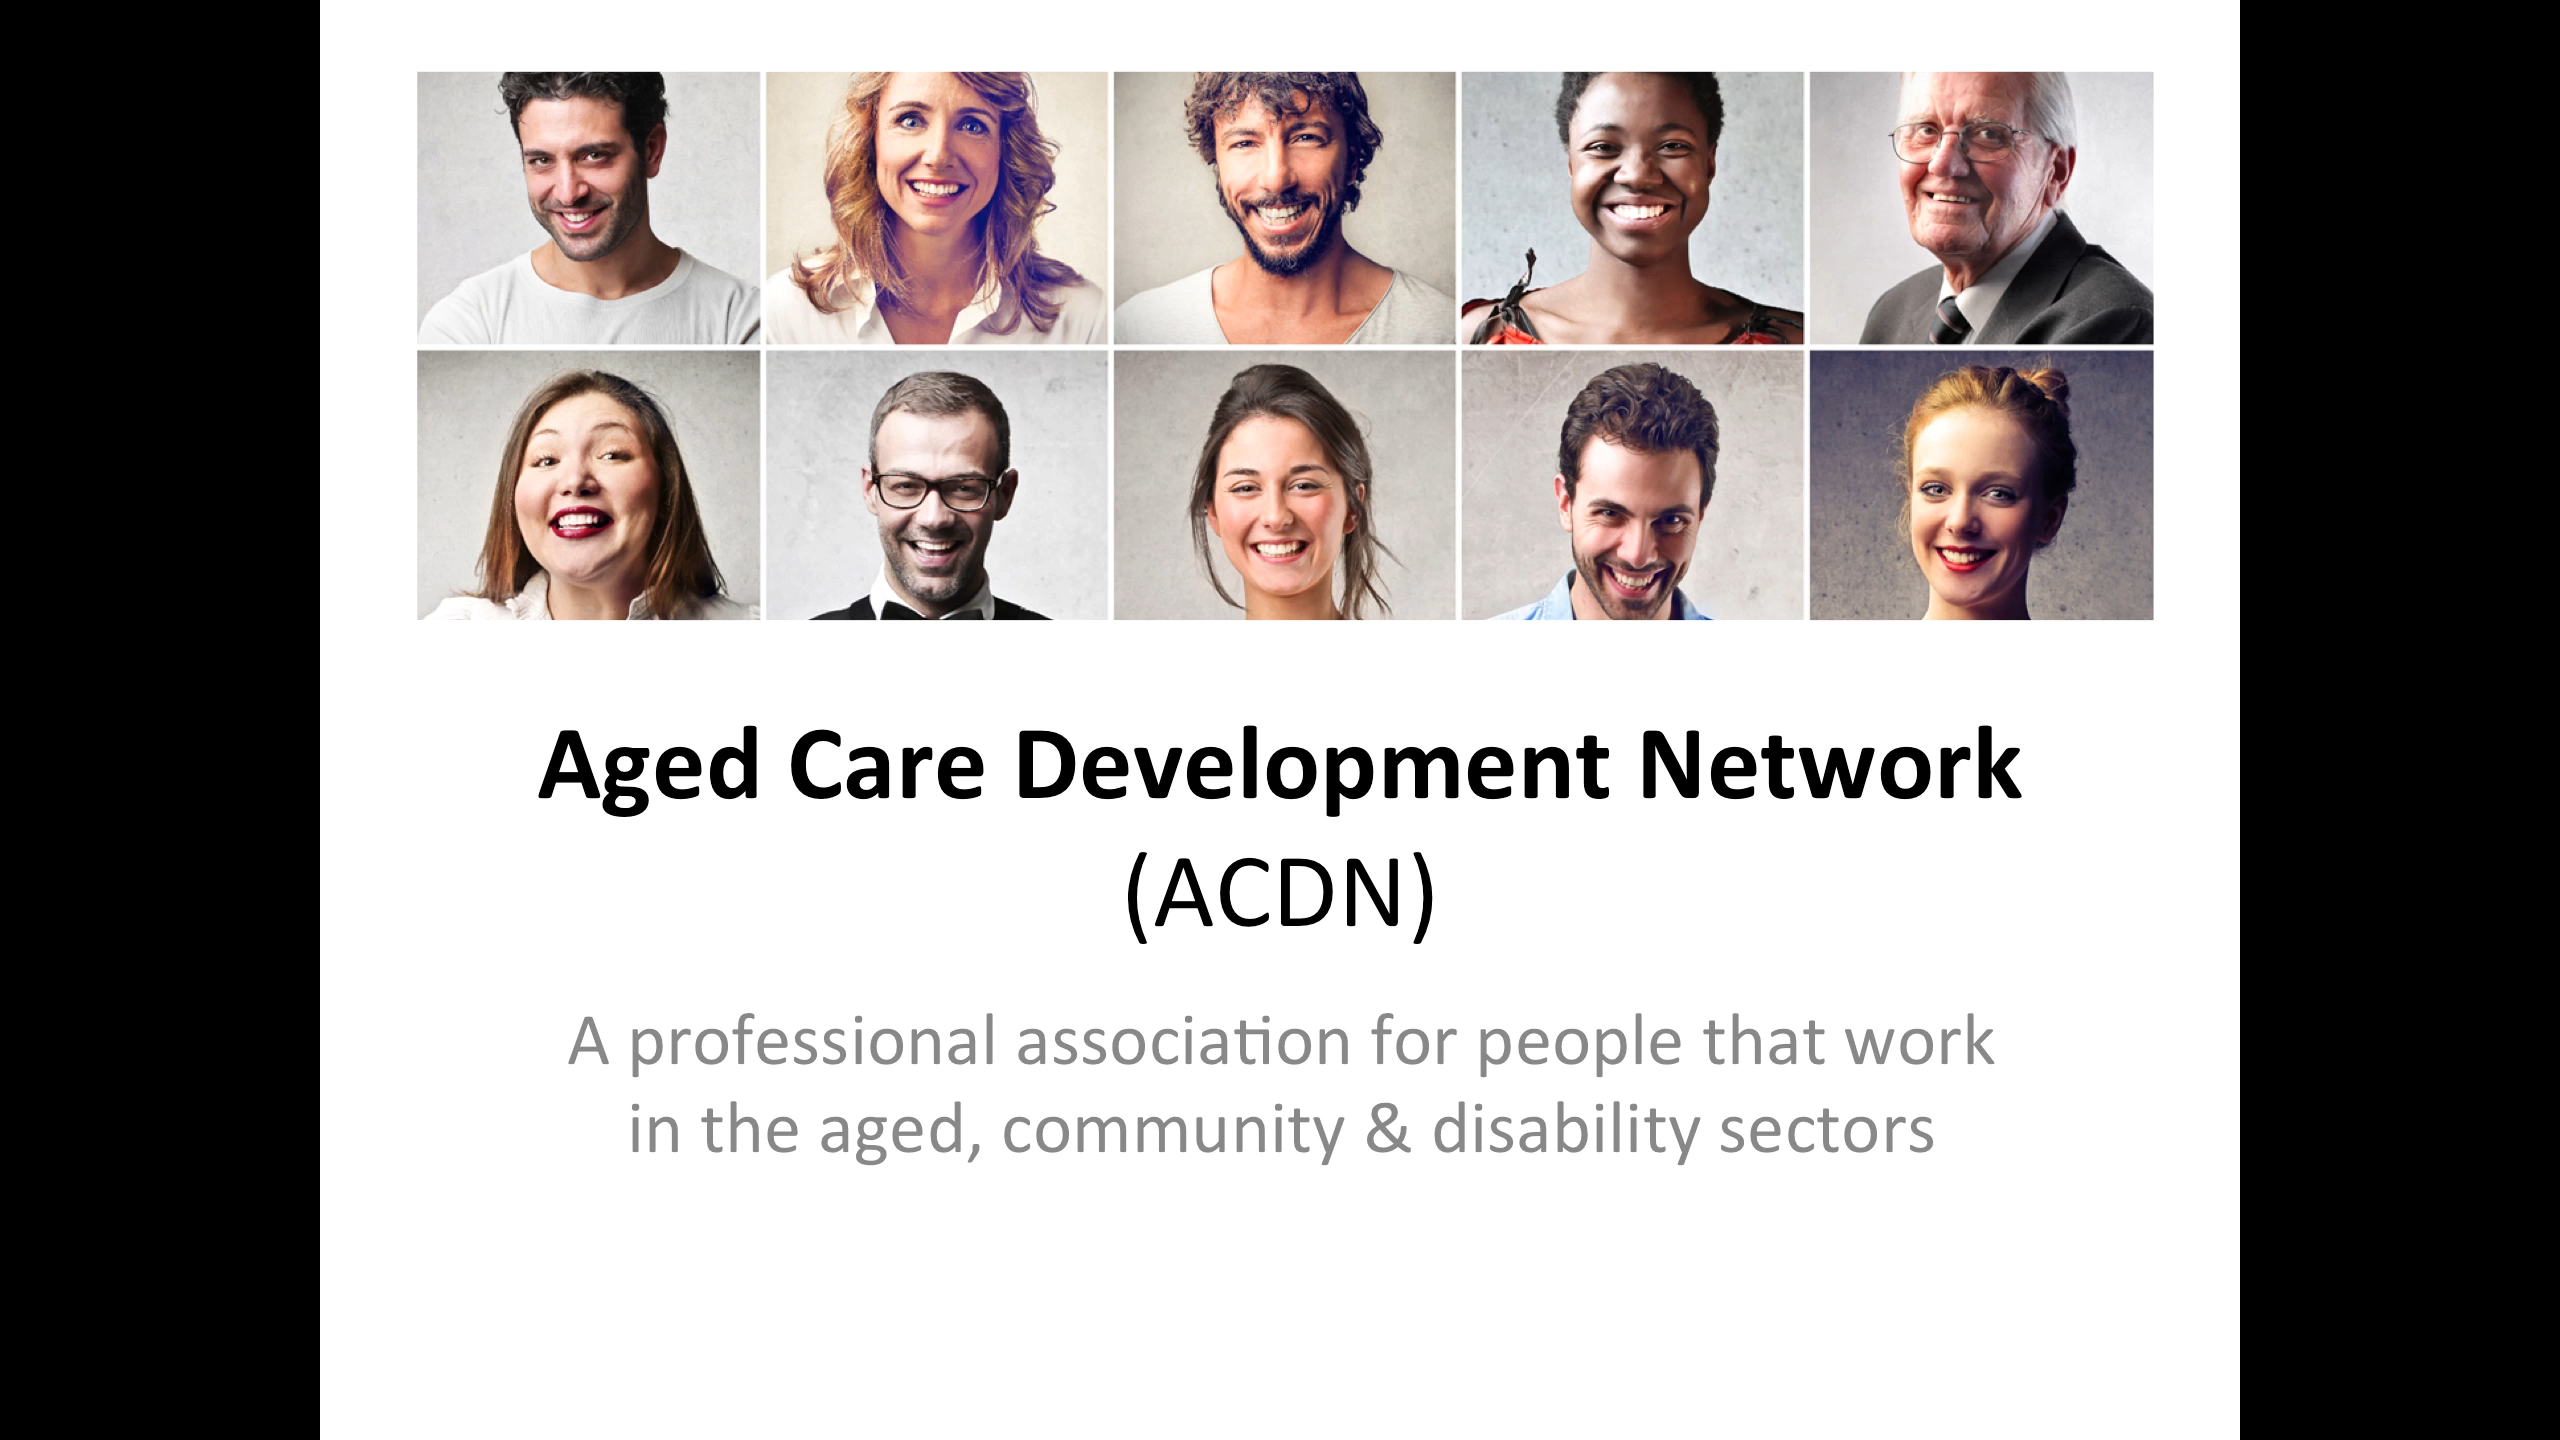 Aged Care Development Network
(ACDN)
A professional association for people that work
in the aged, community & disability sectors